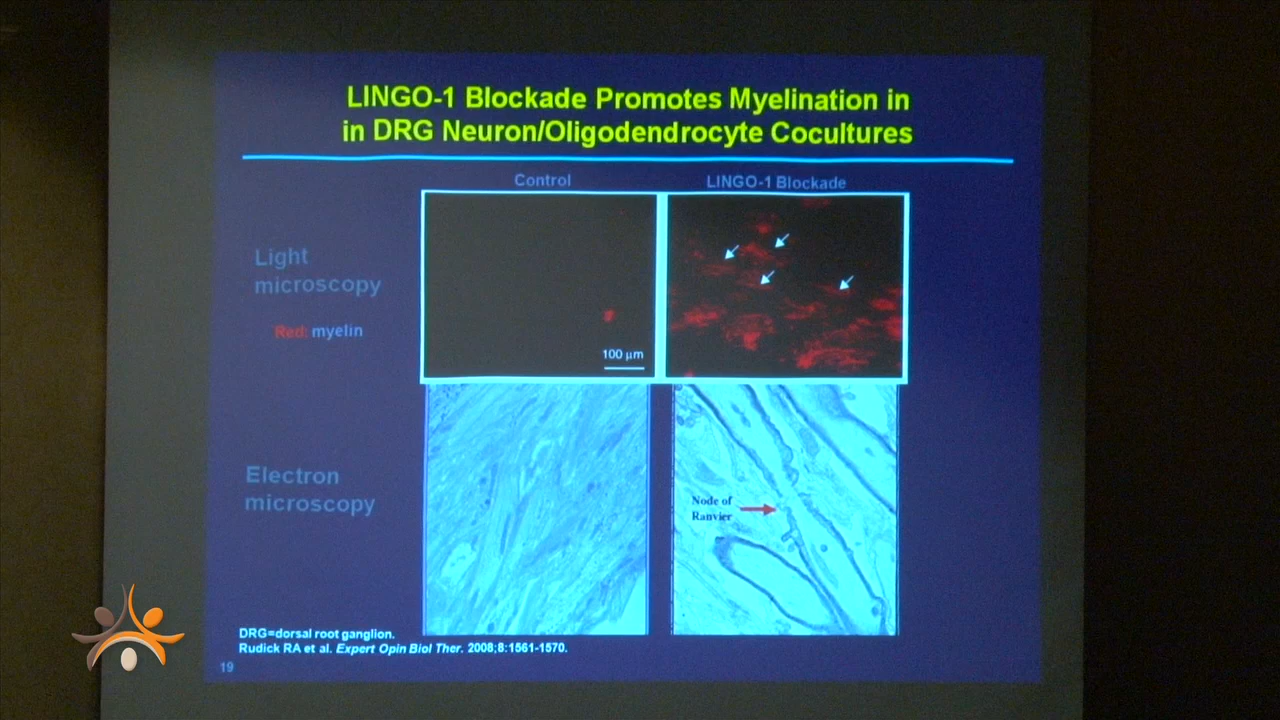 LINGO-1 Blockade Promotes Myelination in
in DRG Neuron/Oligodendrocyte Cocultures
Control
LINGO-1 Blockade
Light
microscopy
Red: myelin
100 µm
Electron
microscopy
Node of
Ranvier
DRG=dorsal root ganglion.
Rudick RA et al. Expert Opin Biol Ther. 2008;8:1561-1570.
19